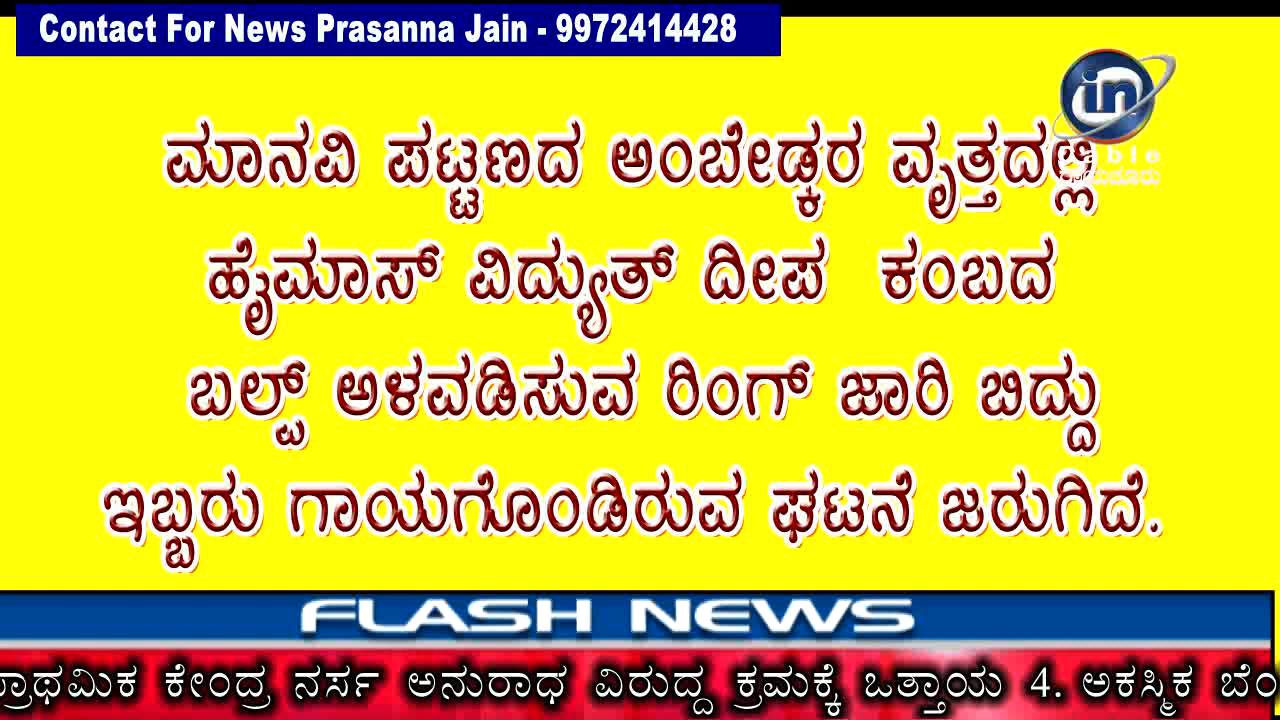 Contact For News Prasanna Jain - 9972414428
in
ಮಾನವಿ ಪಟ್ಟಣದ ಅಂಬೇಡ್ಕರ ವೃತ್ತದಲ್ಲಿ
ಹೈಮಾಸ್ ವಿದ್ಯುತ್ ದೀಪ ಕಂಬದ
ಬಲ್ಪ್ ಅಳವಡಿಸುವ ರಿಂಗ್ ಜಾರಿ ಬಿದ್ದು
ಇಬ್ಬರು ಗಾಯಗೊಂಡಿರುವ ಘಟನೆ ಜರುಗಿದೆ.
FLASH NEWS
ಕೇಂದ್ರ ನರ್ಸ ಅನುರಾಧ ವಿರುದ್ದ ಕ್ರಮಕ್ಕೆ ಒತ್ತಾಯ 4. ಅಕಸ್ಮಿಕ